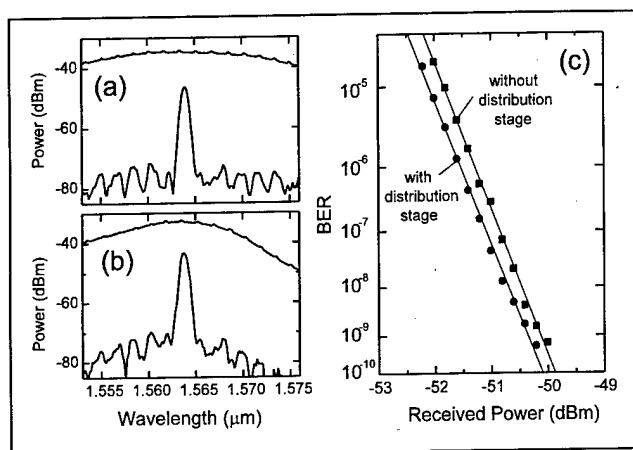 (a)
Power (dBm)
-40
-60
-80
(b)
Power (dBm)
-40
-60
-80
1.555
1.560
1.565
1.570
1.575
Wavelength (μm)
(c)
BER
10-5
10-6
10-7
10-8
10-9
10-10
without
distribution
stage
with
distribution
stage
-53
-52
-51
-50
-49
Received Power (dBm)